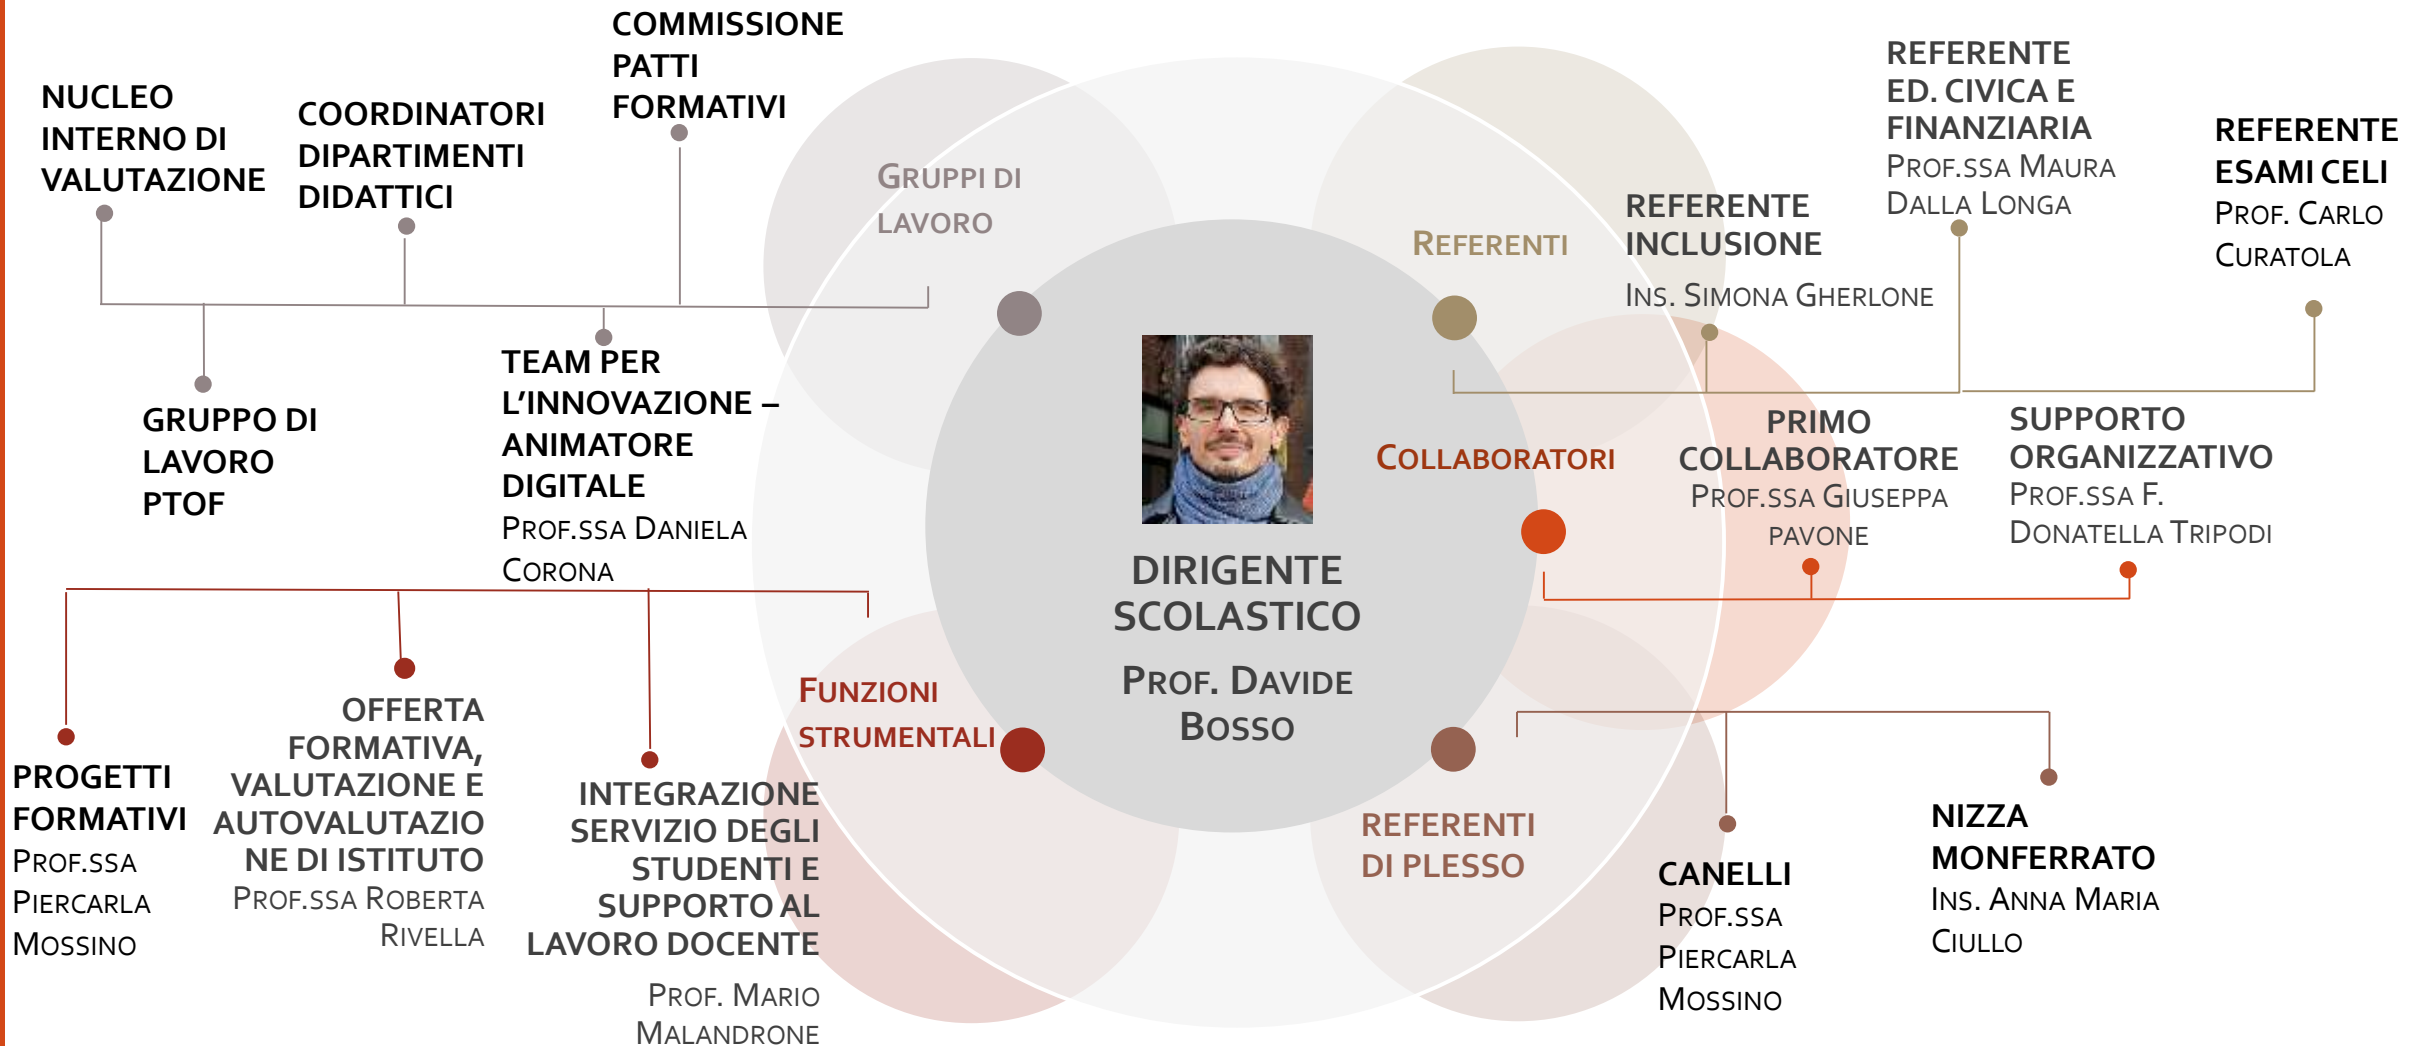 COMMISSIONE
PATTI
FORMATIVI
NUCLEO
INTERNO DI
VALUTAZIONE
COORDINATORI
DIPARTIMENTI
DIDATTICI
GRUPPI DI
LAVORO
GRUPPO DI
LAVORO
PTOF
TEAM PER
L'INNOVAZIONE –
ANIMATORE
DIGITALE
PROF.SSA DANIELA
CORONA
REFERENTI
REFERENTE
INCLUSIONE
INS. SIMONA GHERLONE
REFERENTE
ED. CIVICA E
FINANZIARIA
PROF.SSA MAURA
DALLA LONGA
REFERENTE
ESAMI CELI
PROF. CARLO
CURATOLA
COLLABORATORI
PRIMO
COLLABORATORE
PROF.SSA GIUSEPPA
PAVONE
SUPPORTO
ORGANIZZATIVO
PROF.SSA F.
DONATELLA TRIPODI
DIRIGENTE
SCOLASTICO
PROF. DAVIDE
BOSSO
FUNZIONI
STRUMENTALI
PROGETTI
FORMATIVI
PROF.SSA
PIERCARLA
MOSSINO
OFFERTA
FORMATIVA,
VALUTAZIONE E
AUTOVALUTAZIO
NE DI ISTITUTO
PROF.SSA ROBERTA
RIVELLA
INTEGRAZIONE
SERVIZIO DEGLI
STUDENTI E
SUPPORTO AL
LAVORO DOCENTE
PROF. MARIO
MALANDRONE
REFERENTI
DI PLESSO
CANELLI
PROF.SSA
PIERCARLA
MOSSINO
NIZZA
MONFERRATO
INS. ANNA MARIA
CIULLO